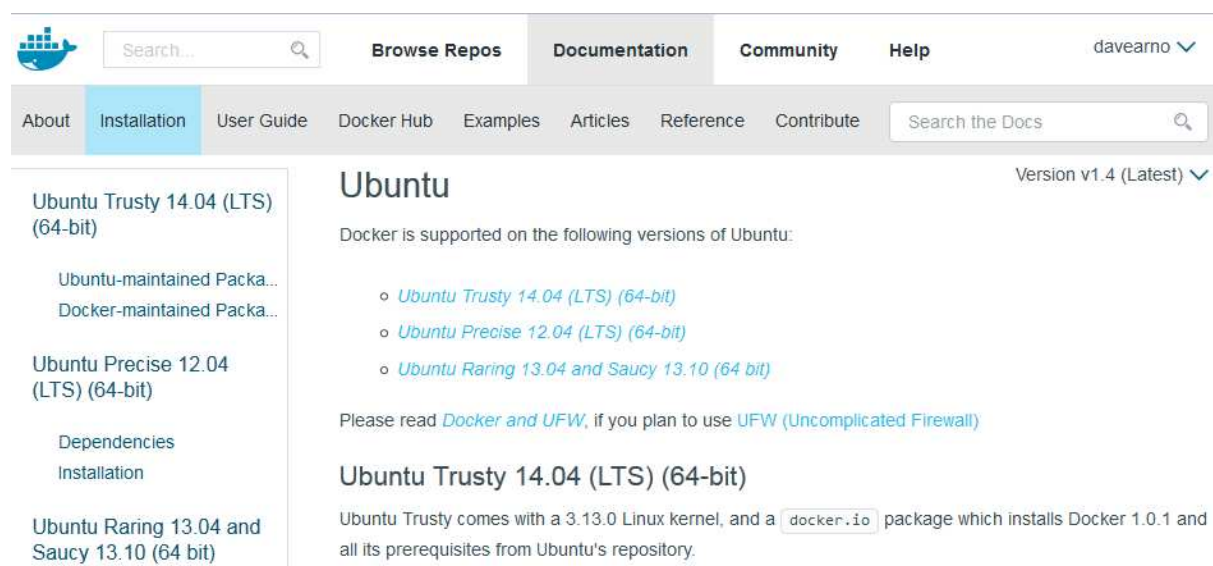 Search...
Browse Repos
Documentation
Community
Help
davearno
About
Installation
User Guide
Docker Hub
Examples
Articles
Reference
Contribute
Search the Docs
Ubuntu Trusty 14.04 (LTS)
(64-bit)
Ubuntu-maintained Packa...
Docker-maintained Packa...
Ubuntu Precise 12.04
(LTS) (64-bit)
Dependencies
Installation
Ubuntu Raring 13.04 and
Saucy 13.10 (64 bit)
Version v1.4 (Latest)
Ubuntu
Docker is supported on the following versions of Ubuntu:
Ubuntu Trusty 14.04 (LTS) (64-bit)
Ubuntu Precise 12.04 (LTS) (64-bit)
Ubuntu Raring 13.04 and Saucy 13.10 (64 bit)
Please read Docker and UFW, if you plan to use UFW (Uncomplicated Firewall)
Ubuntu Trusty 14.04 (LTS) (64-bit)
Ubuntu Trusty comes with a 3.13.0 Linux kernel, and a docker.io package which installs Docker 1.0.1 and
all its prerequisites from Ubuntu's repository.